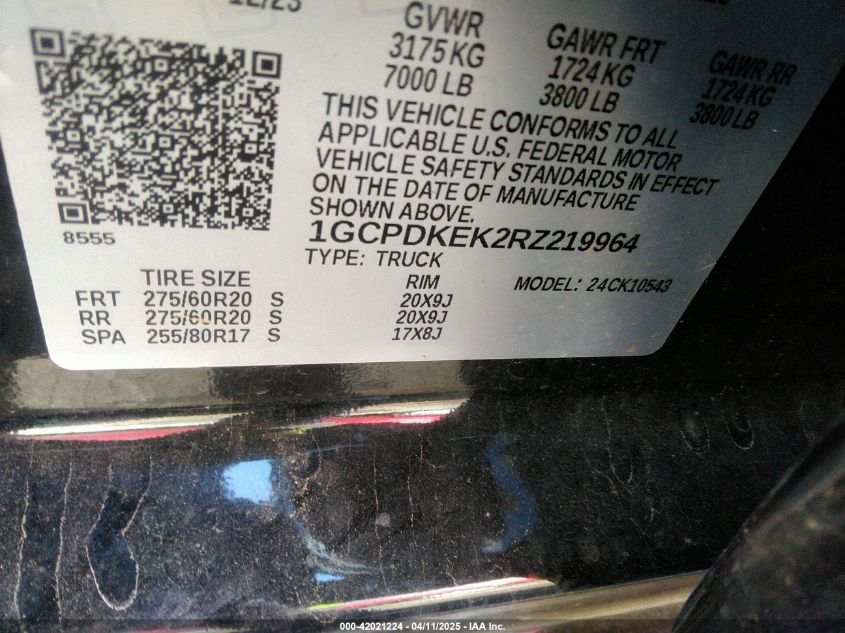 12/23
GVWR
3175 KG
7000 LB
GAWR FRT
1724 KG
3800 LB
GAWR RR
1724 KG
3800 LB
THIS VEHICLE CONFORMS TO ALL
APPLICABLE U.S. FEDERAL MOTOR
VEHICLE SAFETY STANDARDS IN EFFECT
ON THE DATE OF MANUFACTURE
SHOWN ABOVE.
8555
1GCPDKEK2RZ219964
TYPE: TRUCK
MODEL: 24CK10543
TIRE SIZE RIM
FRT 275/60R20 S 20X9J
RR 275/60R20 S 20X9J
SPA 255/80R17 S 17X8J
000-42021224 - 04/11/2025 - IAA Inc.